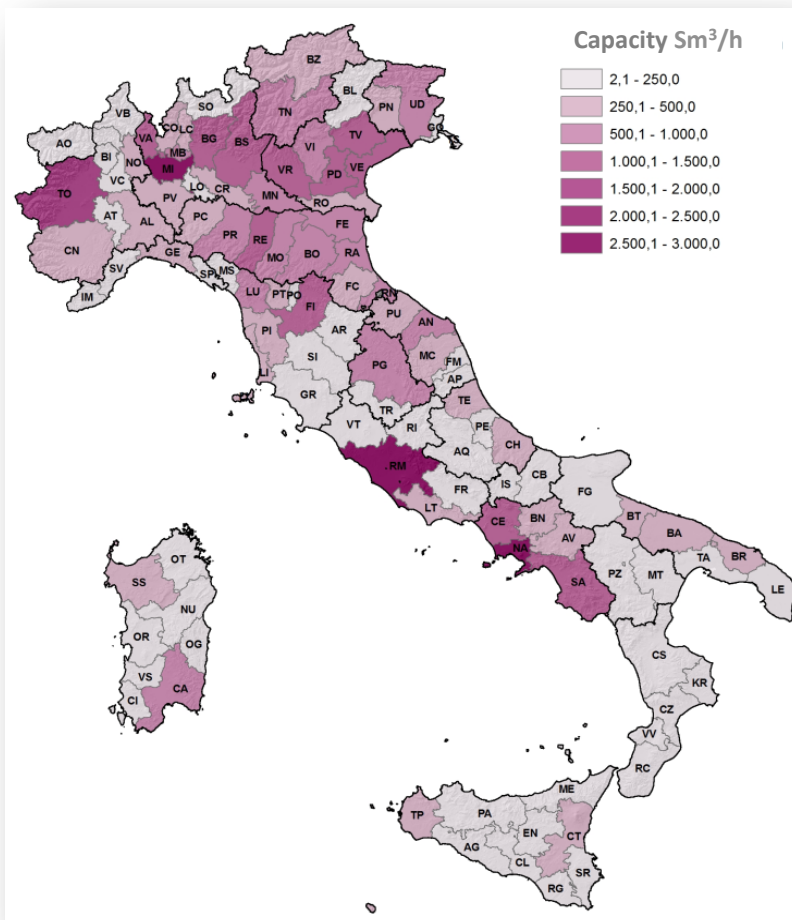 Capacity Sm³/h
2,1 - 250,0
250,1 - 500,0
500,1 - 1.000,0
1.000,1 - 1.500,0
1.500,1 - 2.000,0
2.000,1 - 2.500,0
2.500,1 - 3.000,0
BZ
SO
BL
PN
UD
VB
TN
GO
AO
VA
CO
LC
BG
BS
VI
TV
BI
NO
MB
MI
VR
PD
VE
TO
VC
LO
CR
MN
RO
PV
AT
AL
PC
FE
CN
GE
PR
RE
MO
BO
RA
SV
SP
MS
IM
LU
PT
PO
FI
FC
RN
PU
AN
PI
AR
MC
FM
SI
PG
AP
LI
GR
TR
TE
VT
RI
PE
AQ
CH
RM
FR
IS
CB
FG
LT
CE
BN
BT
BA
AV
NA
BR
TA
OT
SS
SA
PZ
MT
LE
NU
OR
OG
CS
VS
CA
KR
CI
CZ
VV
RC
ME
TP
PA
EN
CT
AG
CL
SR
RG